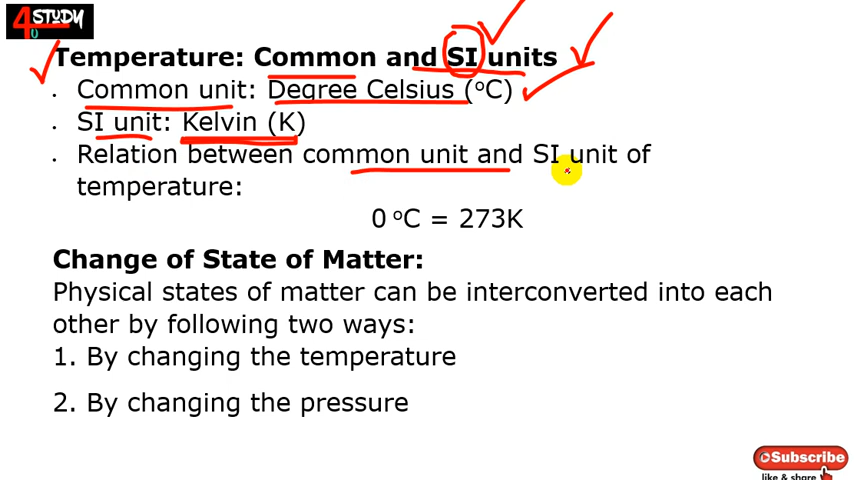 4STUDY
Temperature: Common and SI units
. Common unit: Degree Celsius (ºC)
. SI unit: Kelvin (K)
. Relation between common unit and SI unit of
temperature:
0 ºC = 273K
Change of State of Matter:
Physical states of matter can be interconverted into each
other by following two ways:
1. By changing the temperature
2. By changing the pressure
Subscribe
like & share